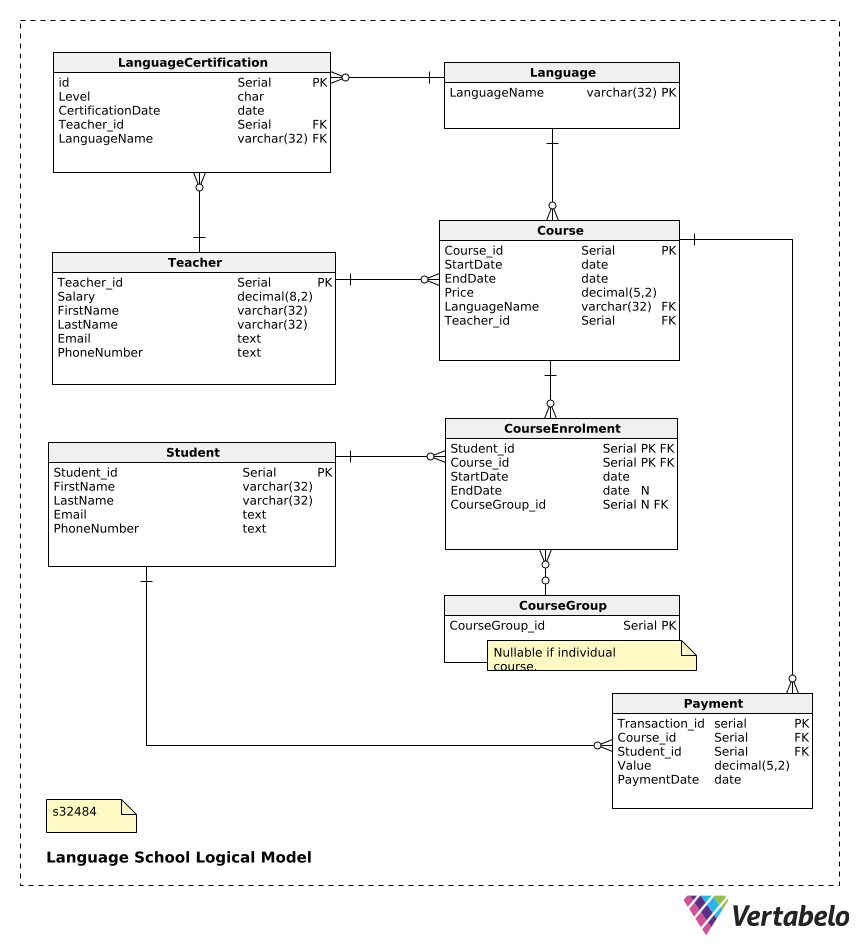 LanguageCertification
id Serial PK
Level char
CertificationDate date
Teacher_id Serial FK
LanguageName varchar(32) FK
Language
LanguageName varchar(32) PK
Teacher
Teacher_id Serial PK
Salary decimal(8,2)
FirstName varchar(32)
LastName varchar(32)
Email text
PhoneNumber text
Course
Course_id Serial PK
StartDate date
EndDate date
Price decimal(5,2)
LanguageName varchar(32) FK
Teacher_id Serial FK
Student
Student_id Serial PK
FirstName varchar(32)
LastName varchar(32)
Email text
PhoneNumber text
CourseEnrolment
Student_id Serial PK FK
Course_id Serial PK FK
StartDate date
EndDate date N
CourseGroup_id Serial N FK
CourseGroup
CourseGroup_id Serial PK
Nullable if individual
course.
Payment
Transaction_id serial PK
Course_id Serial FK
Student_id Serial FK
Value decimal(5,2)
PaymentDate date
s32484
Language School Logical Model
Vertabelo